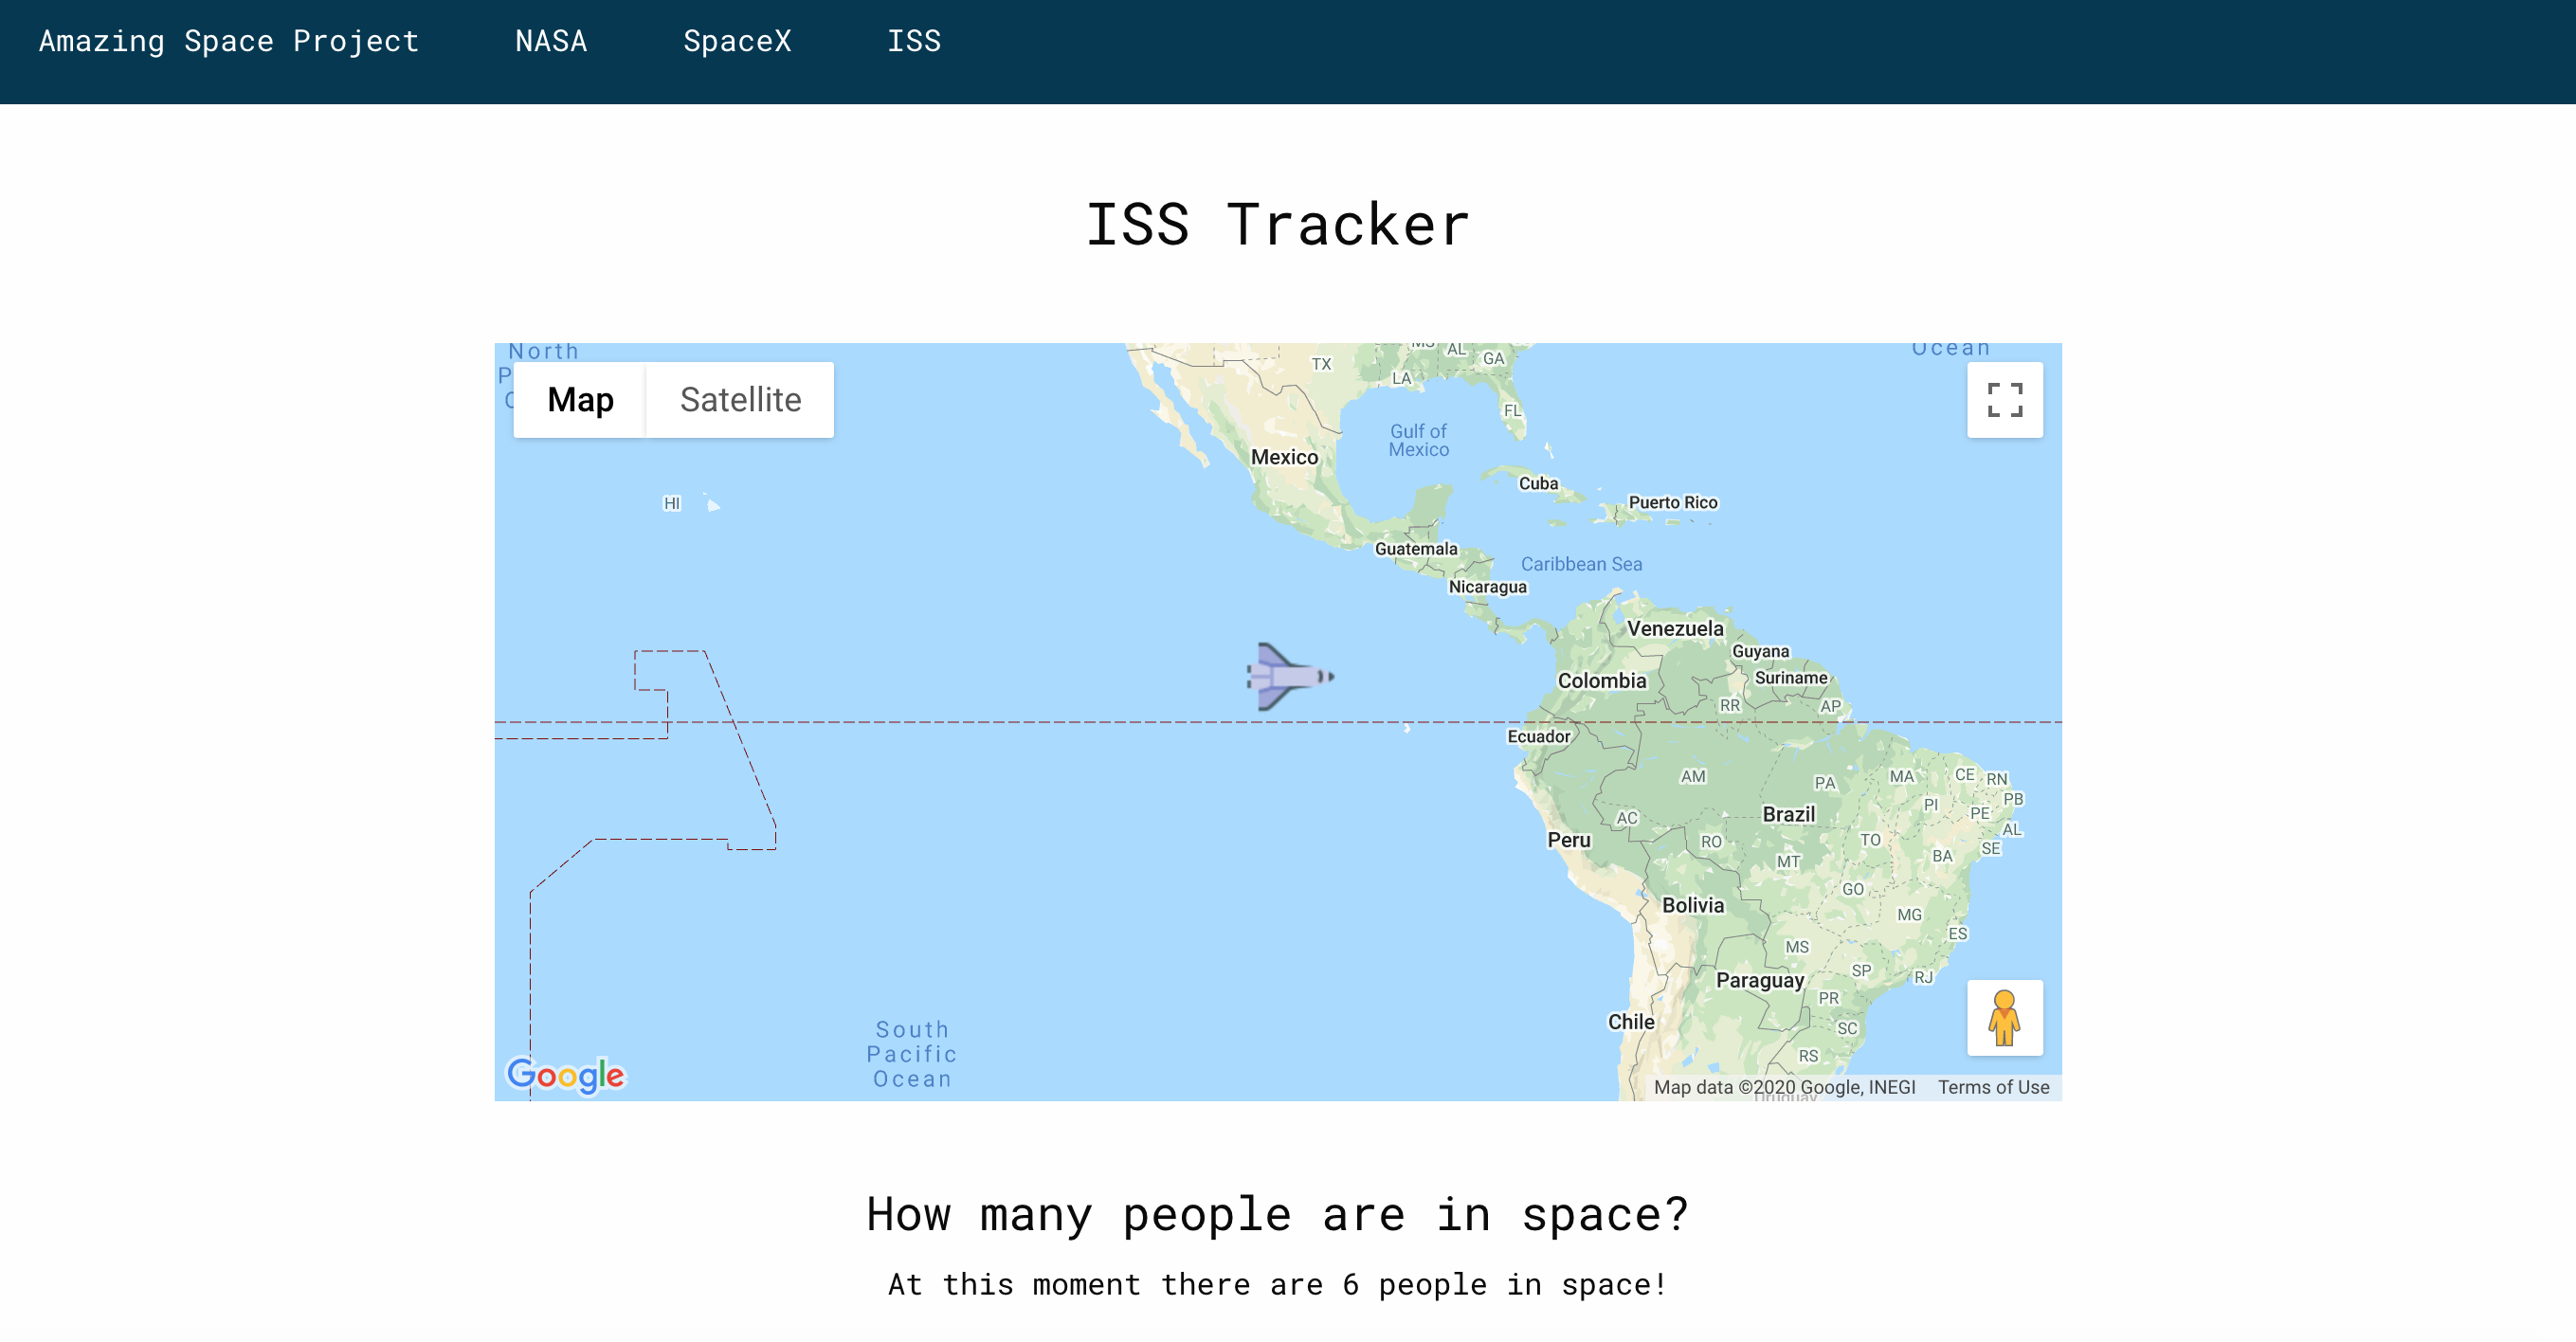 Amazing Space Project NASA SpaceX ISS
ISS Tracker
North
P
Map Satellite
Ocean
TX
AL
GA
LA
FL
Gulf of
Mexico
Mexico
HI
Cuba
Puerto Rico
Guatemala
Caribbean Sea
Nicaragua
Venezuela
Guyana
Colombia
Suriname
RR
AP
Ecuador
AM
PA
MA
CE
RN
PB
PI
PE
AC
Brazil
AL
Peru
RO
TO
SE
MT
BA
GO
Bolivia
MG
ES
MS
Paraguay
SP
RJ
PR
Chile
SC
South
Pacific
Ocean
RS
Google
Map data ©2020 Google, INEGI Terms of Use
Uruguay
How many people are in space?
At this moment there are 6 people in space!